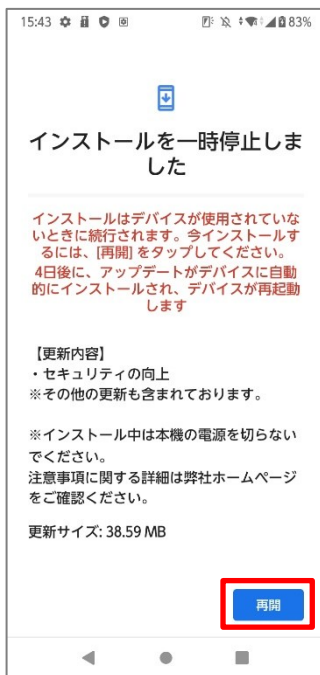 15:43
83%
インストールを一時停止しま
した
インストールはデバイスが使用されていな
いときに続行されます。今インストールす
るには、[再開] をタップしてください。
4日後に、アップデートがデバイスに自動
的にインストールされ、デバイスが再起動
します
【更新内容】
・セキュリティの向上
※その他の更新も含まれております。
※インストール中は本機の電源を切らない
でください。
注意事項に関する詳細は弊社ホームページ
をご確認ください。
更新サイズ: 38.59 MB
再開